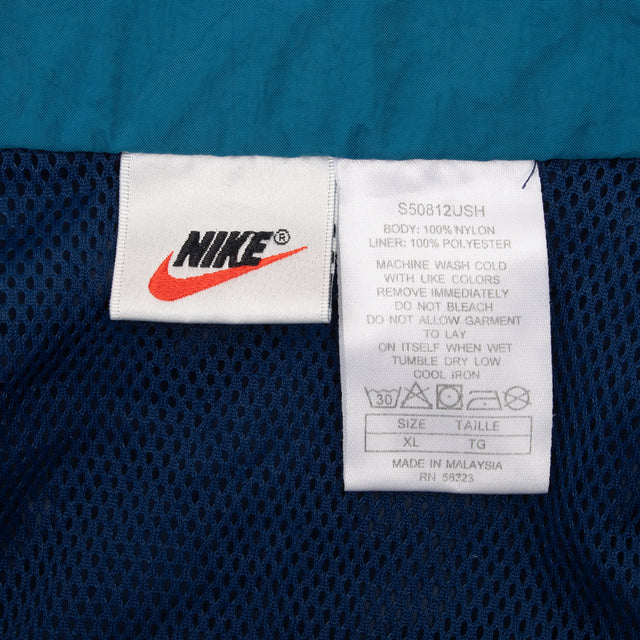 NIKE®
S50812USH
BODY: 100% NYLON
LINER: 100% POLYESTER
MACHINE WASH COLD
WITH LIKE COLORS
REMOVE IMMEDIATELY
DO NOT BLEACH
DO NOT ALLOW GARMENT
TO LAY
ON ITSELF WHEN WET
TUMBLE DRY LOW
COOL IRON
30
SIZE TAILLE
XL TG
MADE IN MALAYSIA
RN 56323